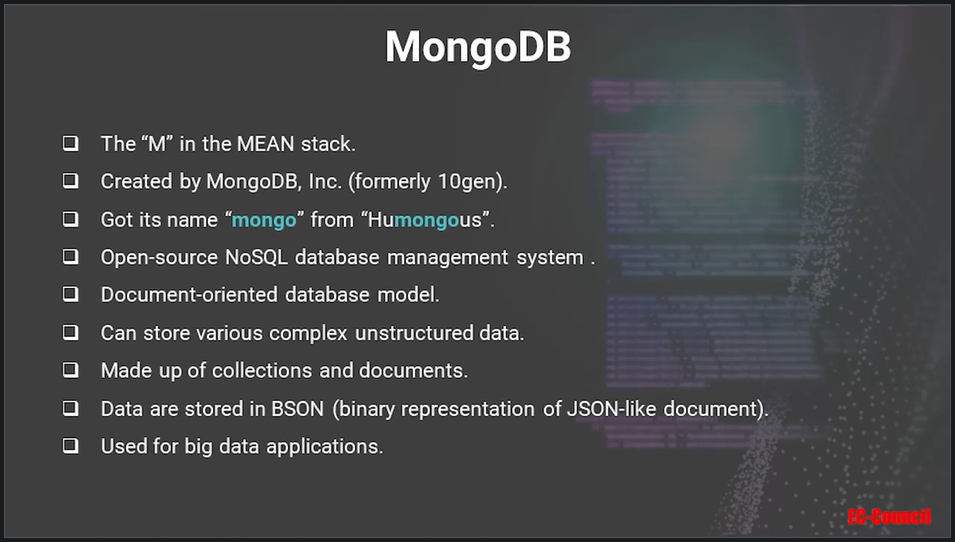 MongoDB
The “M” in the MEAN stack.
Created by MongoDB, Inc. (formerly 10gen).
Got its name “mongo” from “Humongous”.
Open-source NoSQL database management system .
Document-oriented database model.
Can store various complex unstructured data.
Made up of collections and documents.
Data are stored in BSON (binary representation of JSON-like document).
Used for big data applications.
EC-Council